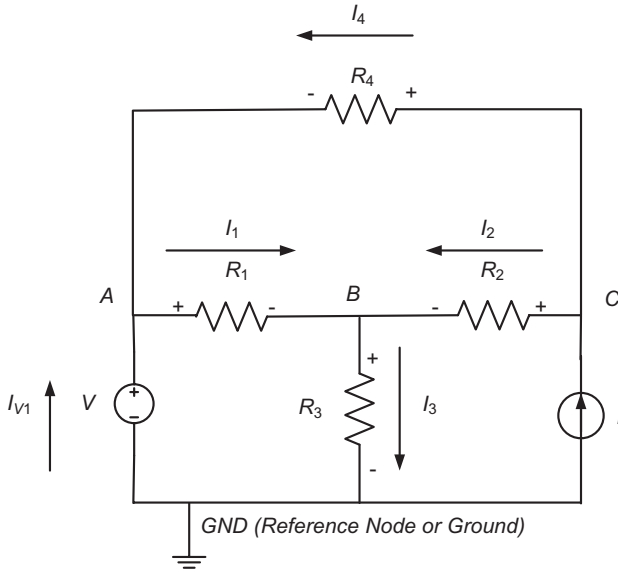 I4
- R4 +
I1 I2
R1 R2
A B C
+ - - +
+
IV1 V + - R3 I3
-
GND (Reference Node or Ground)